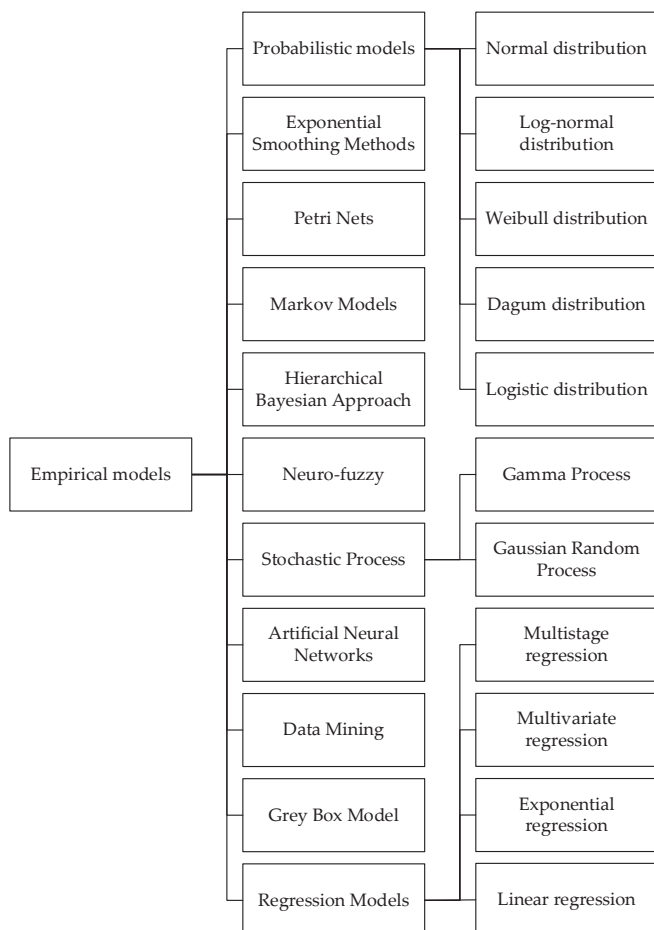 Probabilistic models
Normal distribution
Exponential
Smoothing Methods
Log-normal
distribution
Petri Nets
Weibull distribution
Markov Models
Dagum distribution
Hierarchical
Bayesian Approach
Logistic distribution
Empirical models
Neuro-fuzzy
Gamma Process
Stochastic Process
Gaussian Random
Process
Artificial Neural
Networks
Multistage
regression
Data Mining
Multivariate
regression
Grey Box Model
Exponential
regression
Regression Models
Linear regression